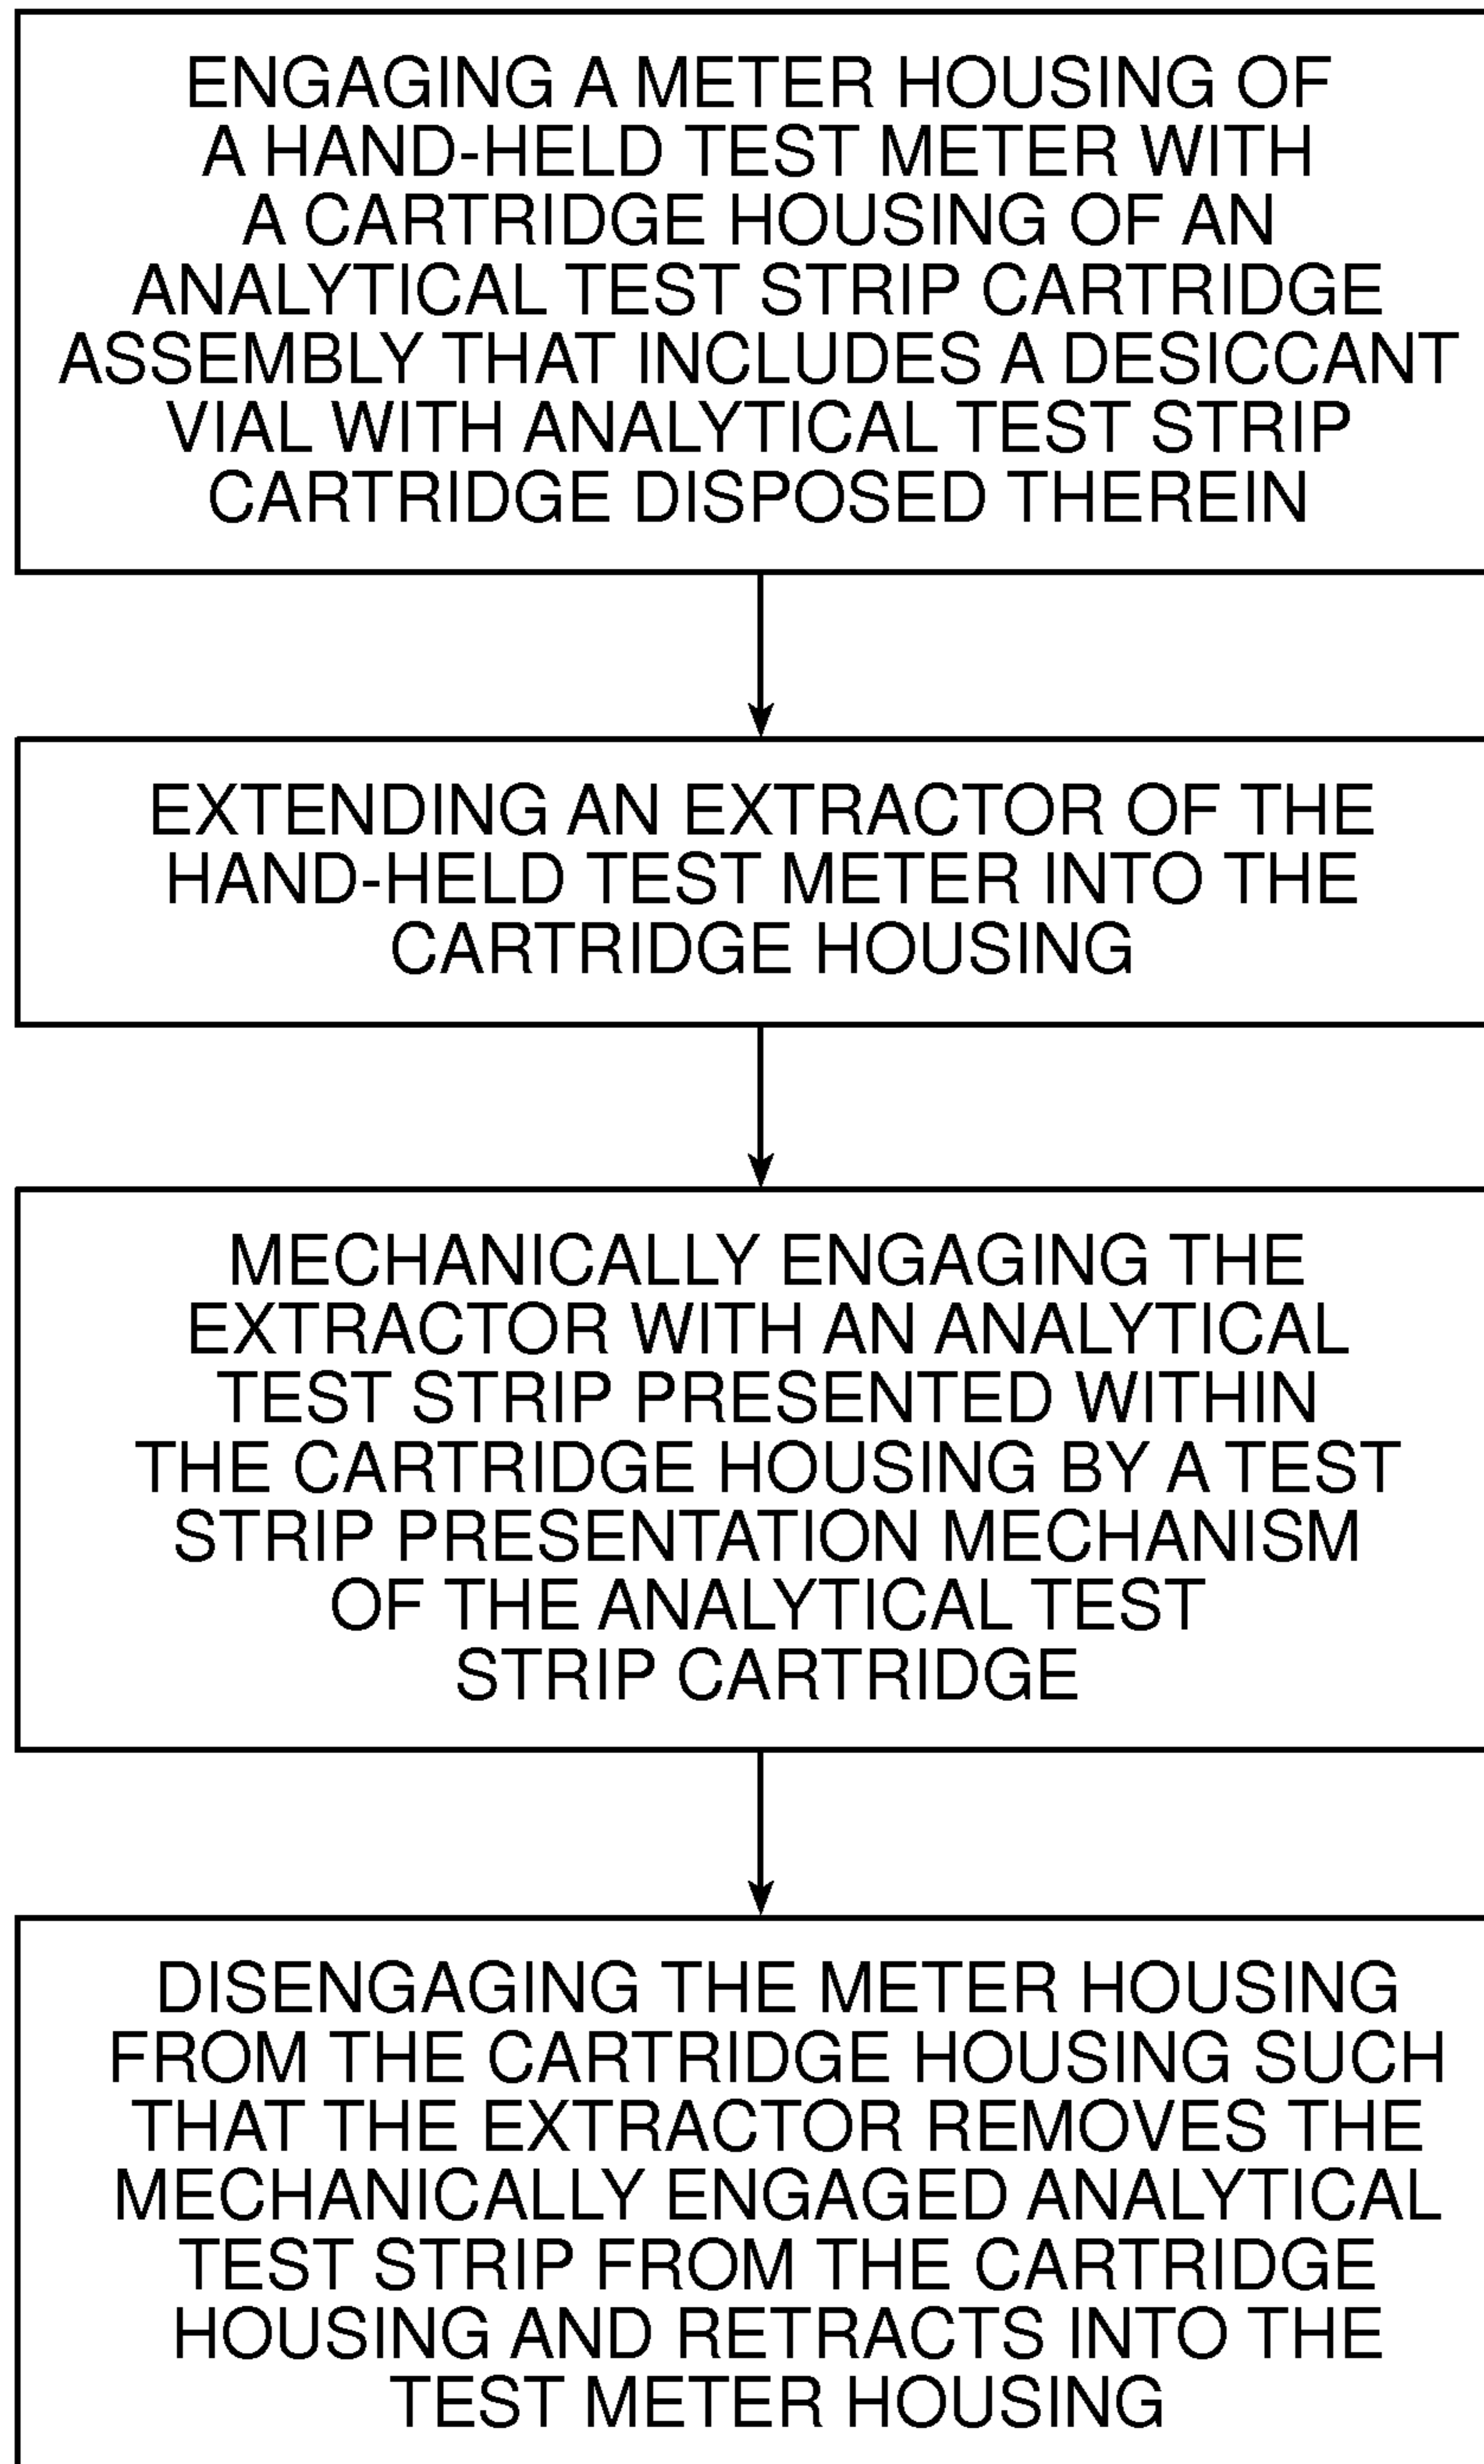 ENGAGING A METER HOUSING OF
A HAND-HELD TEST METER WITH
A CARTRIDGE HOUSING OF AN
ANALYTICAL TEST STRIP CARTRIDGE
ASSEMBLY THAT INCLUDES A DESICCANT
VIAL WITH ANALYTICAL TEST STRIP
CARTRIDGE DISPOSED THEREIN
EXTENDING AN EXTRACTOR OF THE
HAND-HELD TEST METER INTO THE
CARTRIDGE HOUSING
MECHANICALLY ENGAGING THE
EXTRACTOR WITH AN ANALYTICAL
TEST STRIP PRESENTED WITHIN
THE CARTRIDGE HOUSING BY A TEST
STRIP PRESENTATION MECHANISM
OF THE ANALYTICAL TEST
STRIP CARTRIDGE
DISENGAGING THE METER HOUSING
FROM THE CARTRIDGE HOUSING SUCH
THAT THE EXTRACTOR REMOVES THE
MECHANICALLY ENGAGED ANALYTICAL
TEST STRIP FROM THE CARTRIDGE
HOUSING AND RETRACTS INTO THE
TEST METER HOUSING